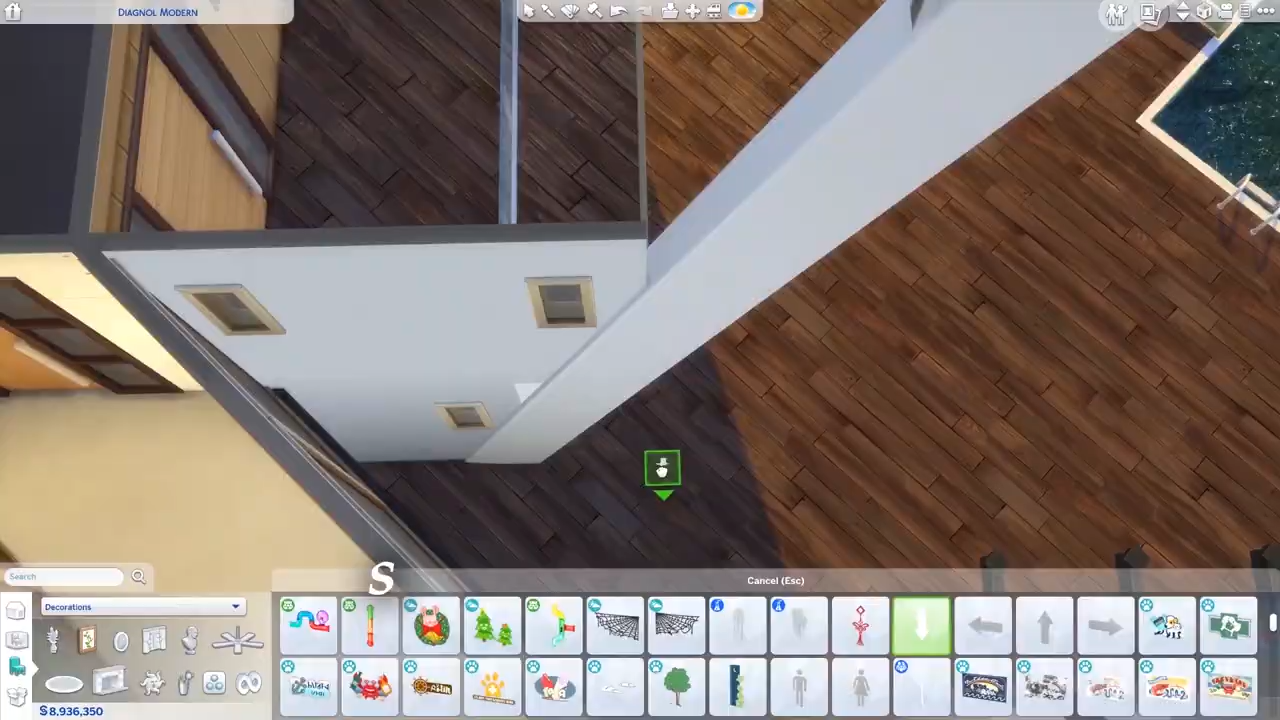 DIAGNOL MODERN
S
Search
Cancel (Esc)
Decorations
$8,936,350